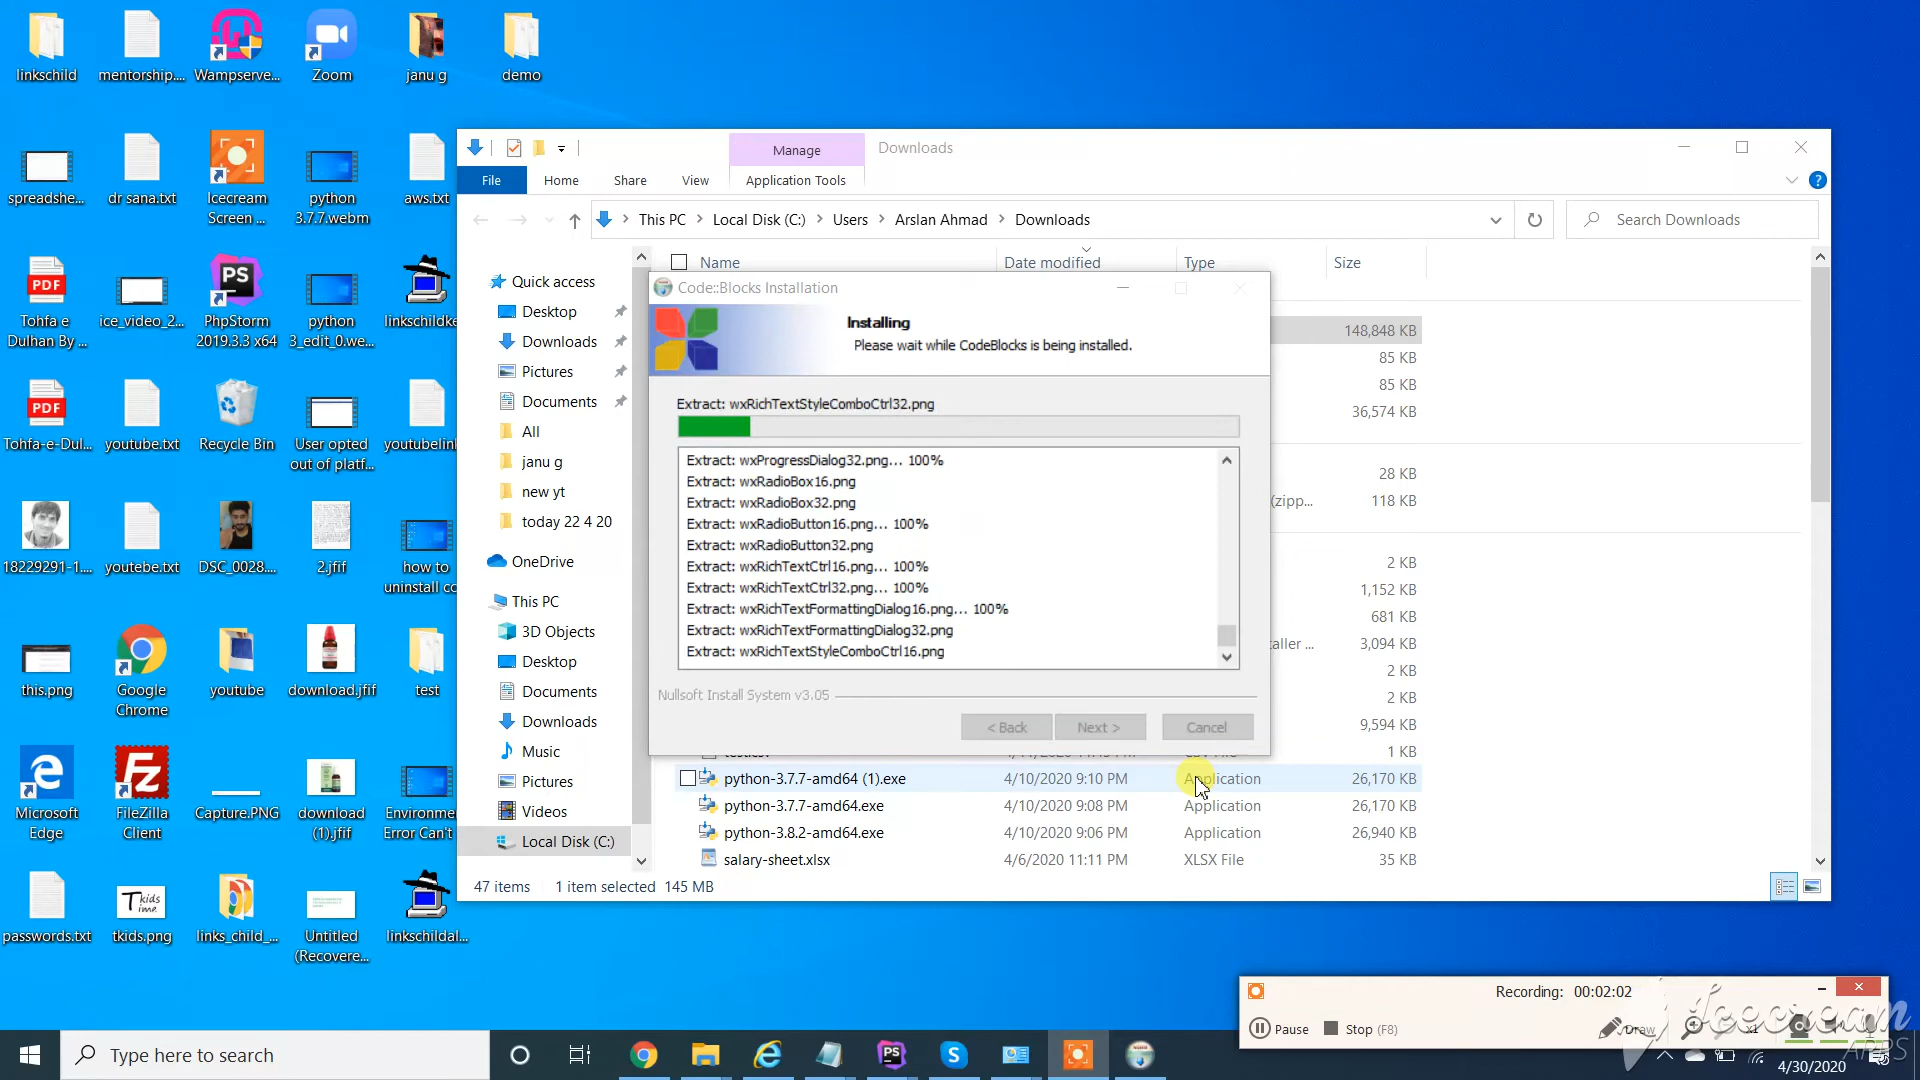 linkschild
mentorship....
Wampserve...
Zoom
janu g
demo
spreadshe...
dr sana.txt
Icecream
Screen ...
python
3.7.7.webm
aws.txt
Tohfa e
Dulhan By ...
ice_video_2...
PhpStorm
2019.3.3 x64
python
3_edit_0.we...
linkschildke
Tohfa-e-Dul...
youtube.txt
Recycle Bin
User opted
out of platf...
youtubelink
18229291-1....
youtebe.txt
DSC_0028....
2.jfif
how to
uninstall co
this.png
Google
Chrome
youtube
download.jfif
test
Microsoft
Edge
FileZilla
Client
Capture.PNG
download
(1).jfif
Environme
Error Can't
passwords.txt
tkids.png
links_child_...
Untitled
(Recovere...
linkschildal...
Manage
Downloads
File
Home
Share
View
Application Tools
This PC
Local Disk (C:)
Users
Arslan Ahmad
Downloads
Search Downloads
Name
Date modified
Type
Size
Quick access
Desktop
Downloads
Pictures
Documents
All
janu g
new yt
today 22 4 20
OneDrive
This PC
3D Objects
Desktop
Documents
Downloads
Music
Pictures
Videos
Local Disk (C:)
148,848 KB
85 KB
85 KB
36,574 KB
28 KB
(zipp... 118 KB
2 KB
1,152 KB
681 KB
taller ... 3,094 KB
2 KB
2 KB
9,594 KB
1 KB
python-3.7.7-amd64 (1).exe 4/10/2020 9:10 PM Application 26,170 KB
python-3.7.7-amd64.exe 4/10/2020 9:08 PM Application 26,170 KB
python-3.8.2-amd64.exe 4/10/2020 9:06 PM Application 26,940 KB
salary-sheet.xlsx 4/6/2020 11:11 PM XLSX File 35 KB
47 items 1 item selected 145 MB
Code::Blocks Installation
Installing
Please wait while CodeBlocks is being installed.
Extract: wxRichTextStyleComboCtrl32.png
Extract: wxProgressDialog32.png... 100%
Extract: wxRadioBox16.png
Extract: wxRadioBox32.png
Extract: wxRadioButton16.png... 100%
Extract: wxRadioButton32.png
Extract: wxRichTextCtrl16.png... 100%
Extract: wxRichTextCtrl32.png... 100%
Extract: wxRichTextFormattingDialog16.png... 100%
Extract: wxRichTextFormattingDialog32.png
Extract: wxRichTextStyleComboCtrl16.png
Nullsoft Install System v3.05
< Back
Next >
Cancel
Recording: 00:02:02
Pause
Stop (F8)
Draw
x1
Icecream
APPS
Type here to search
4/30/2020